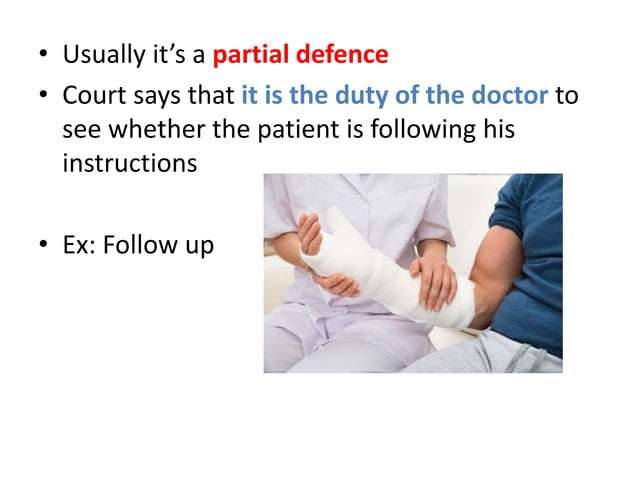 • Usually it’s a partial defence
• Court says that it is the duty of the doctor to
see whether the patient is following his
instructions
• Ex: Follow up